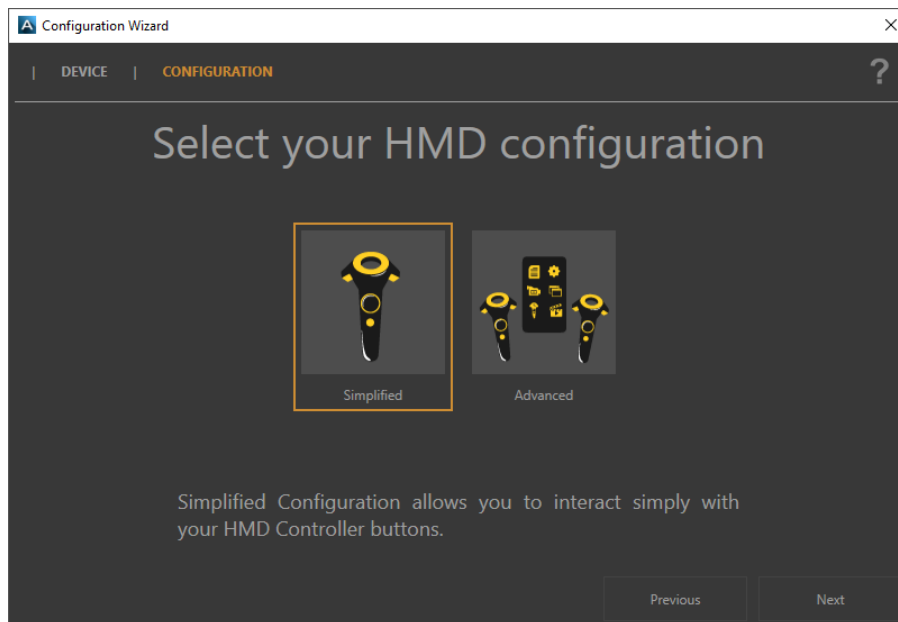 Configuration Wizard
| DEVICE | CONFIGURATION ?
Select your HMD configuration
Simplified Advanced
Simplified Configuration allows you to interact simply with
your HMD Controller buttons.
Previous Next